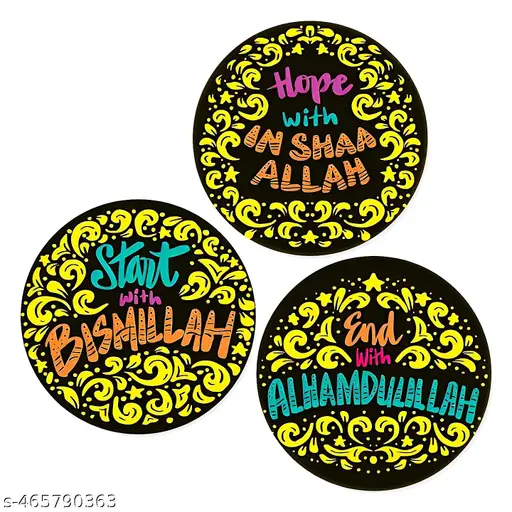 Hope
with
IN SHAA
ALLAH
Start
with
BISMILLAH
End
With
ALHAMDULILLAH
s-465790363